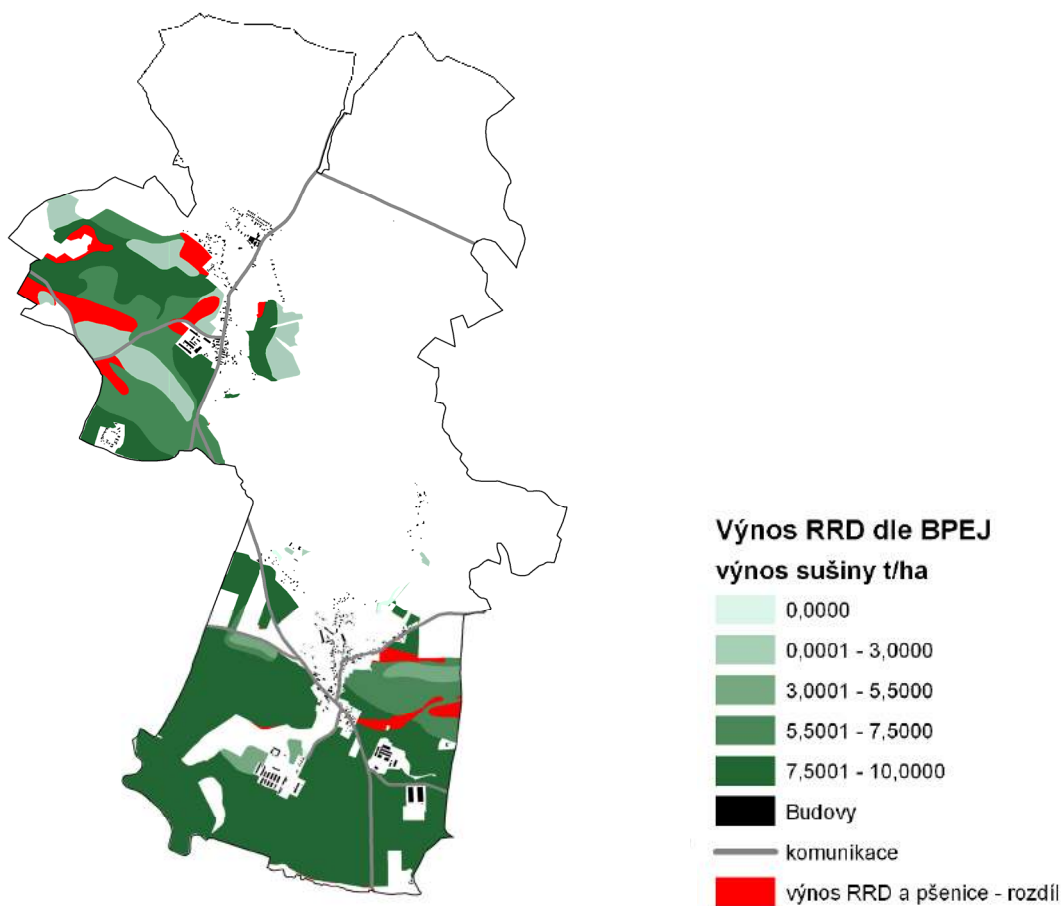 Výnos RRD dle BPEJ
výnos sušiny t/ha
0,0000
0,0001 - 3,0000
3,0001 - 5,5000
5,5001 - 7,5000
7,5001 - 10,0000
Budovy
komunikace
výnos RRD a pšenice - rozdíl